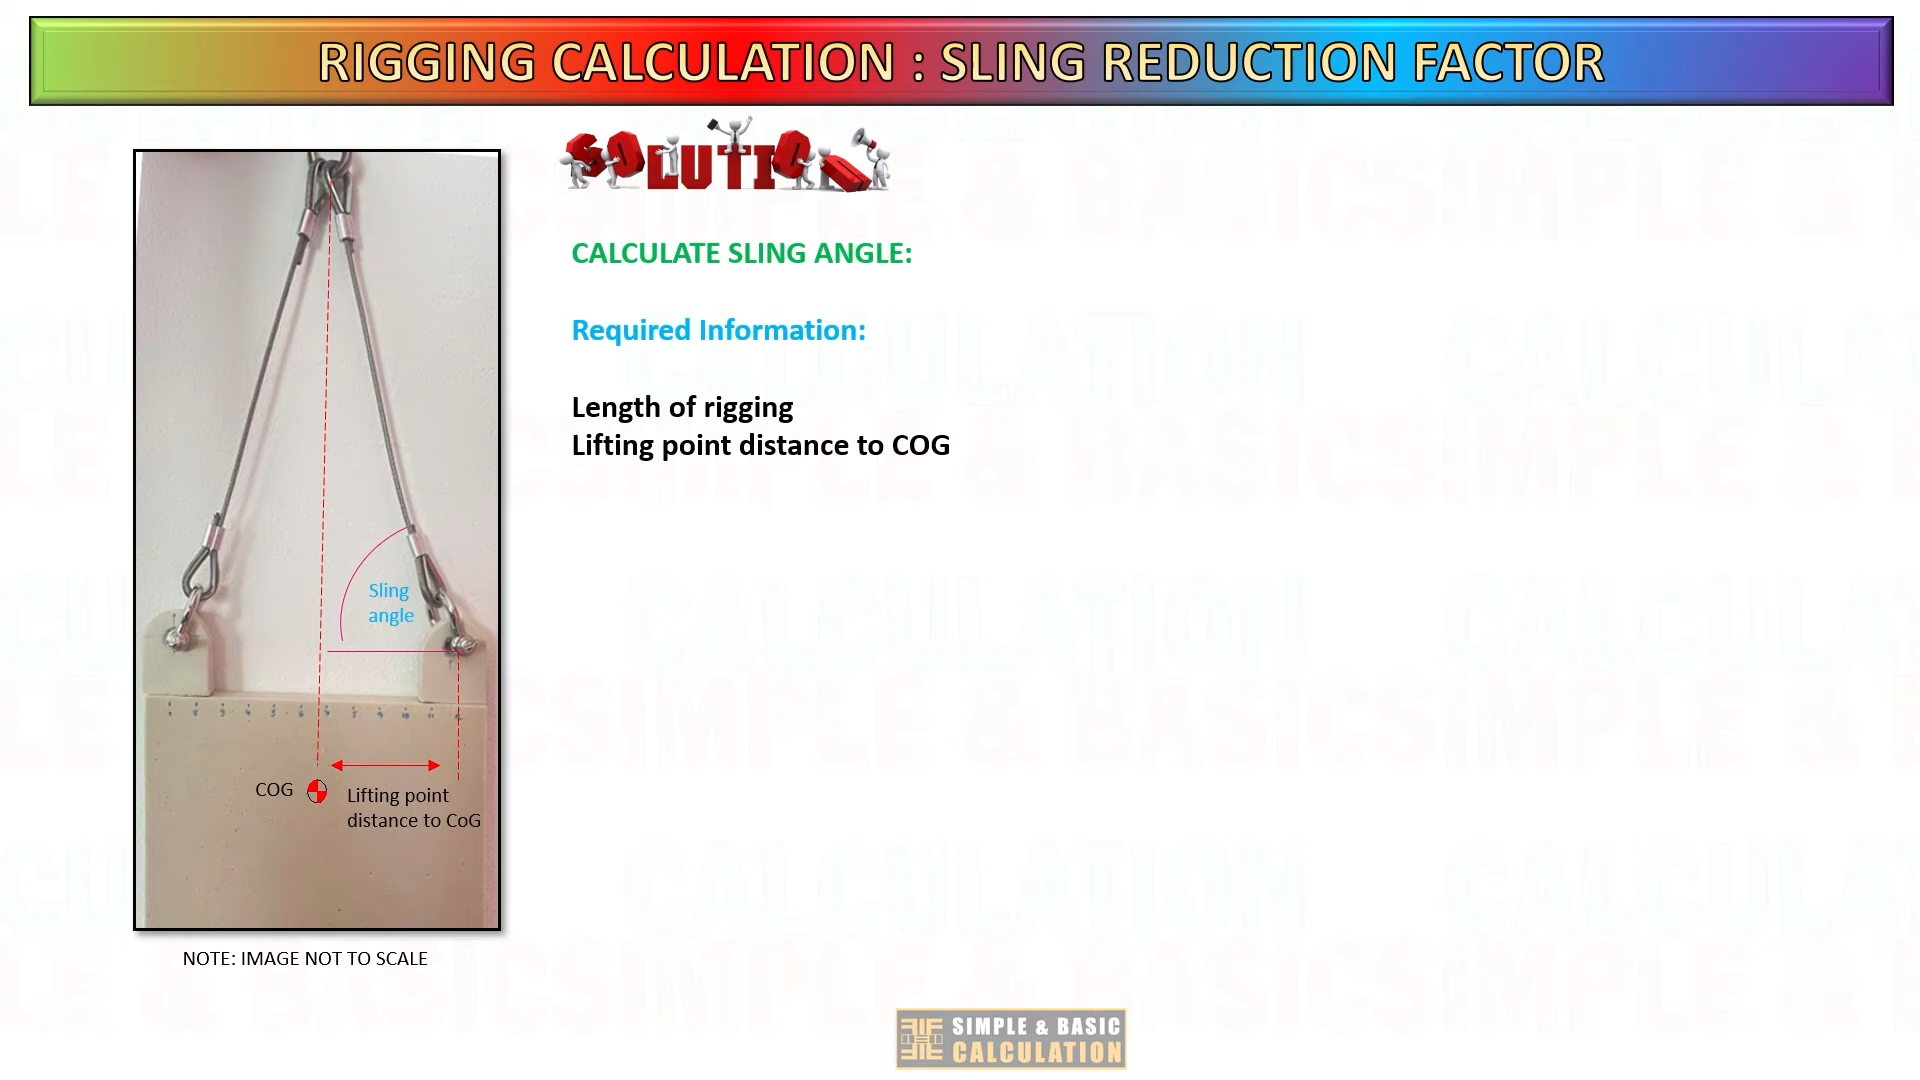 RIGGING CALCULATION : SLING REDUCTION FACTOR
SOLUTION
CALCULATE SLING ANGLE:
Required Information:
Length of rigging
Lifting point distance to COG
Sling
angle
COG
Lifting point
distance to CoG
NOTE: IMAGE NOT TO SCALE
SIMPLE & BASIC
CALCULATION